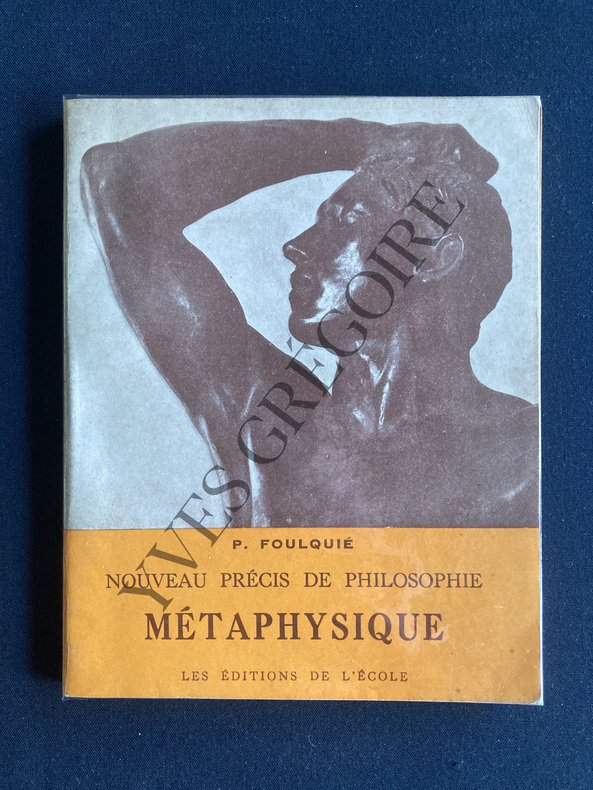 P. FOULQUIÉ
NOUVEAU PRÉCIS DE PHILOSOPHIE
MÉTAPHYSIQUE
LES ÉDITIONS DE L'ÉCOLE
YVES GRÉGOIRE